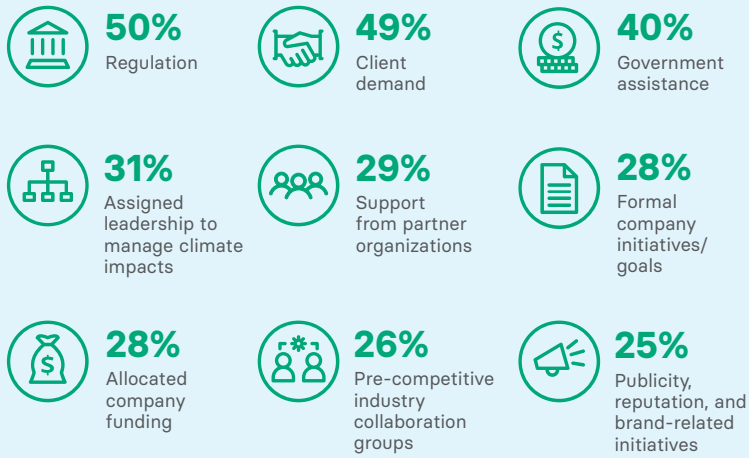 50%
Regulation
49%
Client
demand
40%
Government
assistance
31%
Assigned
leadership to
manage climate
impacts
29%
Support
from partner
organizations
28%
Formal
company
initiatives/
goals
28%
Allocated
company
funding
26%
Pre-competitive
industry
collaboration
groups
25%
Publicity,
reputation, and
brand-related
initiatives